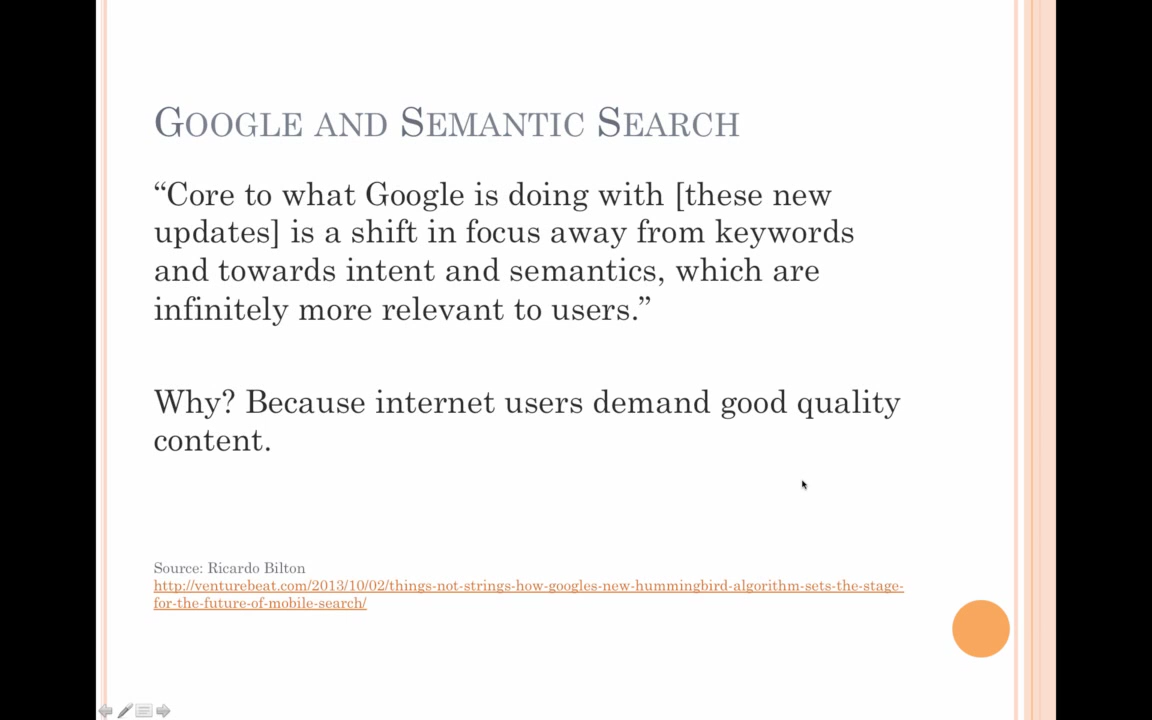 Google and Semantic Search
“Core to what Google is doing with [these new
updates] is a shift in focus away from keywords
and towards intent and semantics, which are
infinitely more relevant to users.”
Why? Because internet users demand good quality
content.
Source: Ricardo Bilton
http://venturebeat.com/2013/10/02/things-not-strings-how-googles-new-hummingbird-algorithm-sets-the-stage-
for-the-future-of-mobile-search/